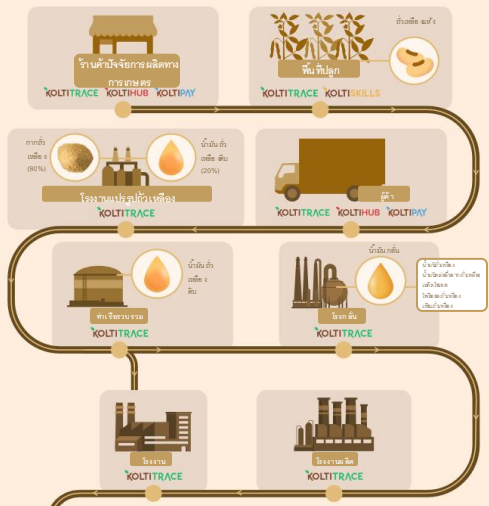 ร้านค้าปัจจัยการผลิตทาง
การเกษตร
KOLTITRACE KOLTIHUB KOLTIPAY
ถั่วเหลืองแห้ง
พื้นที่ปลูก
KOLTITRACE KOLTISKILLS
กากถั่ว
เหลือง
(80%)
น้ำมันถั่ว
เหลืองดิบ
(20%)
โรงงานแปรรูปถั่วเหลือง
KOLTITRACE
ผู้ค้า
KOLTITRACE KOLTIHUB KOLTIPAY
น้ำมันถั่ว
เหลือง
ดิบ
ท่าเรือรวบรวม
KOLTITRACE
น้ำมันกลั่น
โรงกลั่น
KOLTITRACE
โรงงาน
KOLTITRACE
โรงงานผลิต
KOLTITRACE